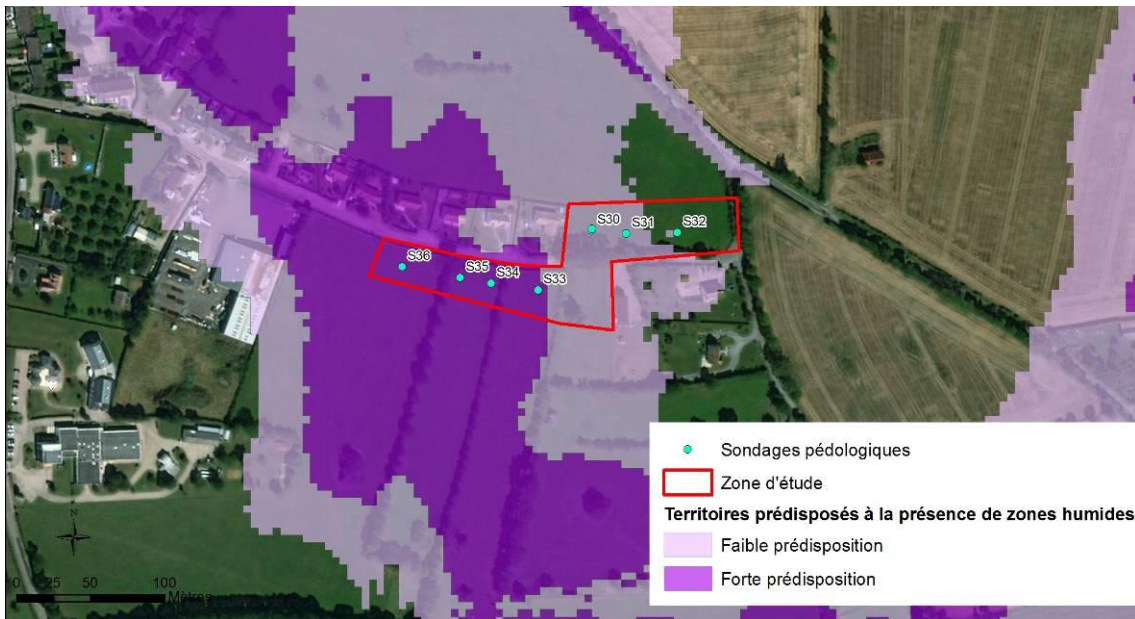 S30
S31
S32
S36
S35
S34
S33
Sondages pédologiques
Zone d'étude
Territoires prédisposés à la présence de zones humides
Faible prédisposition
Forte prédisposition
N
0 25 50 100
Mètres